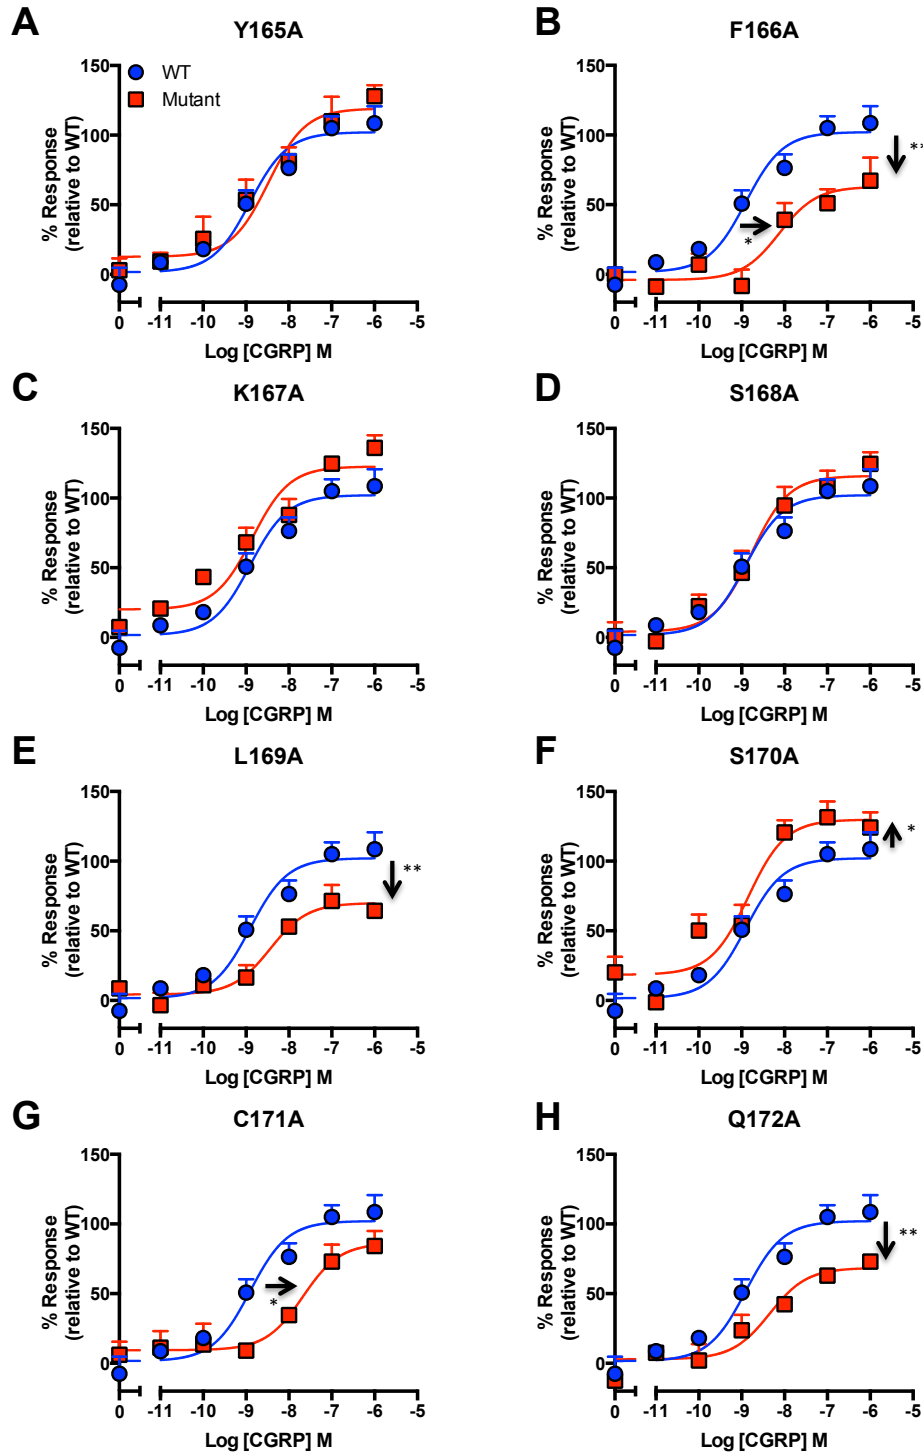 A
Y165A
WT
Mutant
150
100
50
0
% Response
(relative to WT)
0 -11 -10 -9 -8 -7 -6 -5
Log [CGRP] M
B
F166A
150
100
50
0
% Response
(relative to WT)
**
*
0 -11 -10 -9 -8 -7 -6 -5
Log [CGRP] M
C
K167A
150
100
50
0
% Response
(relative to WT)
0 -11 -10 -9 -8 -7 -6 -5
Log [CGRP] M
D
S168A
150
100
50
0
% Response
(relative to WT)
0 -11 -10 -9 -8 -7 -6 -5
Log [CGRP] M
E
L169A
150
100
50
0
% Response
(relative to WT)
**
0 -11 -10 -9 -8 -7 -6 -5
Log [CGRP] M
F
S170A
150
100
50
0
% Response
(relative to WT)
*
0 -11 -10 -9 -8 -7 -6 -5
Log [CGRP] M
G
C171A
150
100
50
0
% Response
(relative to WT)
*
0 -11 -10 -9 -8 -7 -6 -5
Log [CGRP] M
H
Q172A
150
100
50
0
% Response
(relative to WT)
**
0 -11 -10 -9 -8 -7 -6 -5
Log [CGRP] M